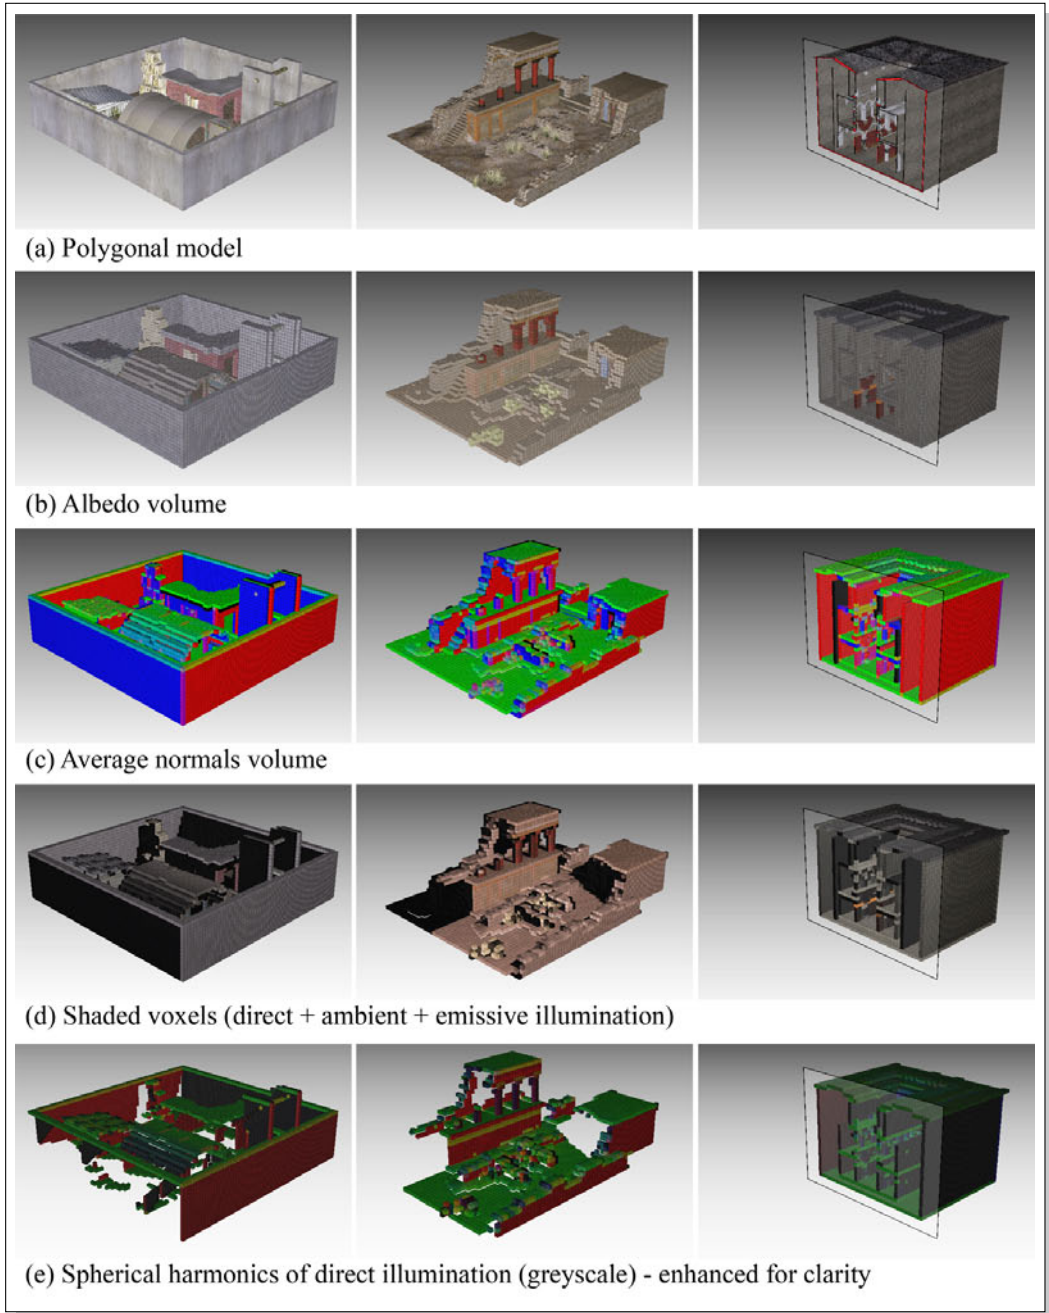 (a) Polygonal model
(b) Albedo volume
(c) Average normals volume
(d) Shaded voxels (direct + ambient + emissive illumination)
(e) Spherical harmonics of direct illumination (greyscale) - enhanced for clarity